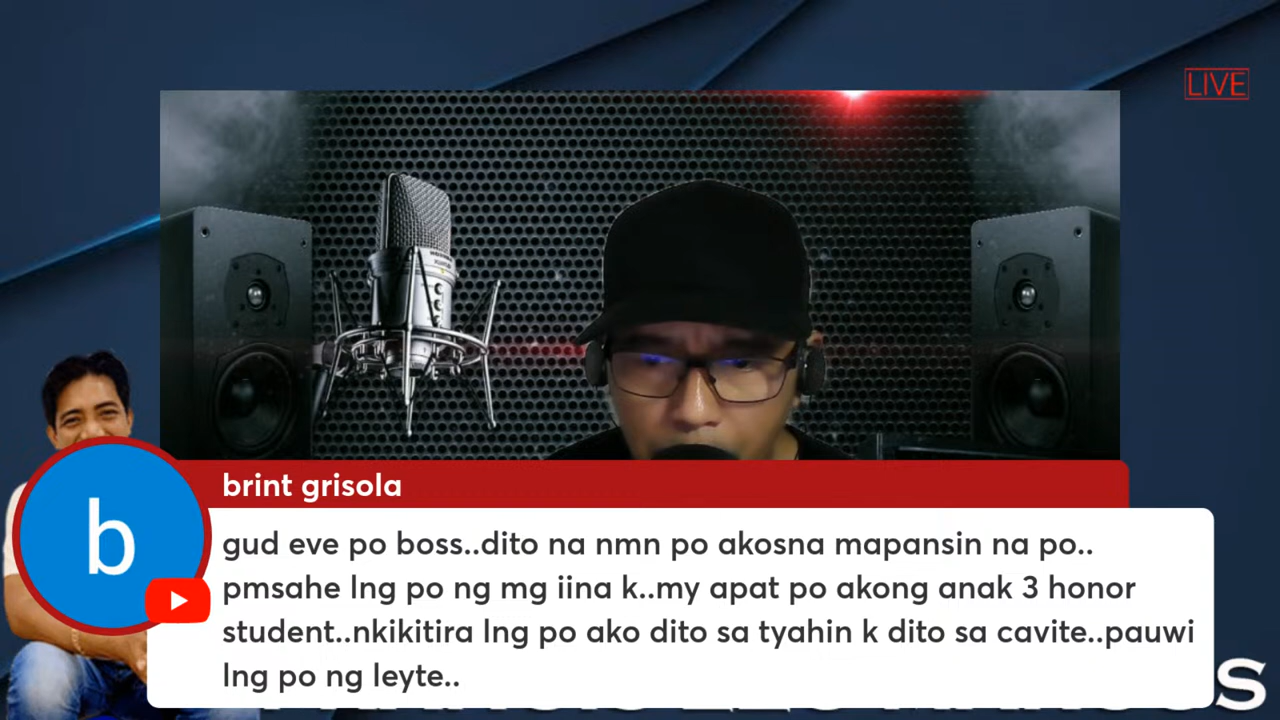 LIVE
brint grisola
b
gud eve po boss..dito na nmn po akosna mapansin na po..
pmsahe lng po ng mg iina k..my apat po akong anak 3 honor
student..nkikitira lng po ako dito sa tyahin k dito sa cavite..pauwi
lng po ng leyte..